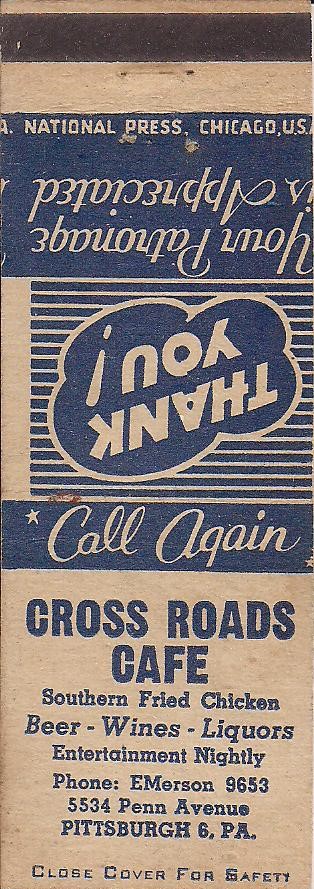 A. NATIONAL PRESS, CHICAGO, U.S.A
Your Patronage
is Appreciated
THANK
YOU!
Call Again
CROSS ROADS
CAFE
Southern Fried Chicken
Beer - Wines - Liquors
Entertainment Nightly
Phone: EMerson 9653
5534 Penn Avenue
PITTSBURGH 6, PA.
CLOSE COVER FOR SAFETY